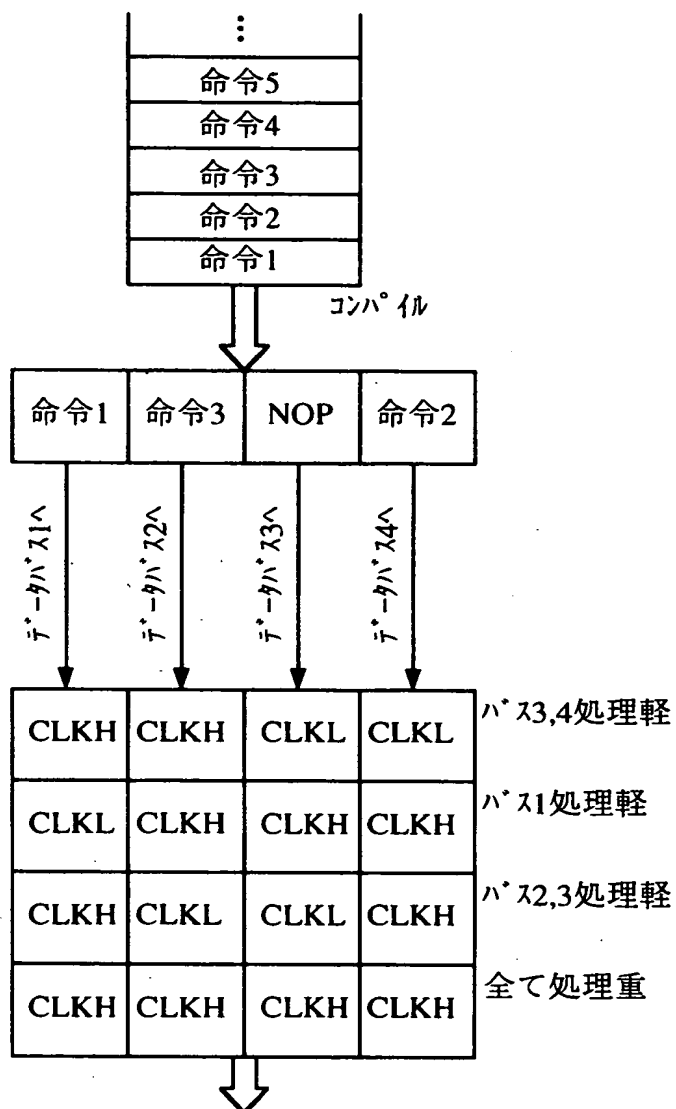 ⋮
命令5
命令4
命令3
命令2
命令1
コンパイル
命令1 命令3 NOP 命令2
データバス1へ データバス2へ データバス3へ データバス4へ
CLKH CLKH CLKL CLKL バス3,4処理軽
CLKL CLKH CLKH CLKH バス1処理軽
CLKH CLKL CLKL CLKH バス2,3処理軽
CLKH CLKH CLKH CLKH 全て処理重